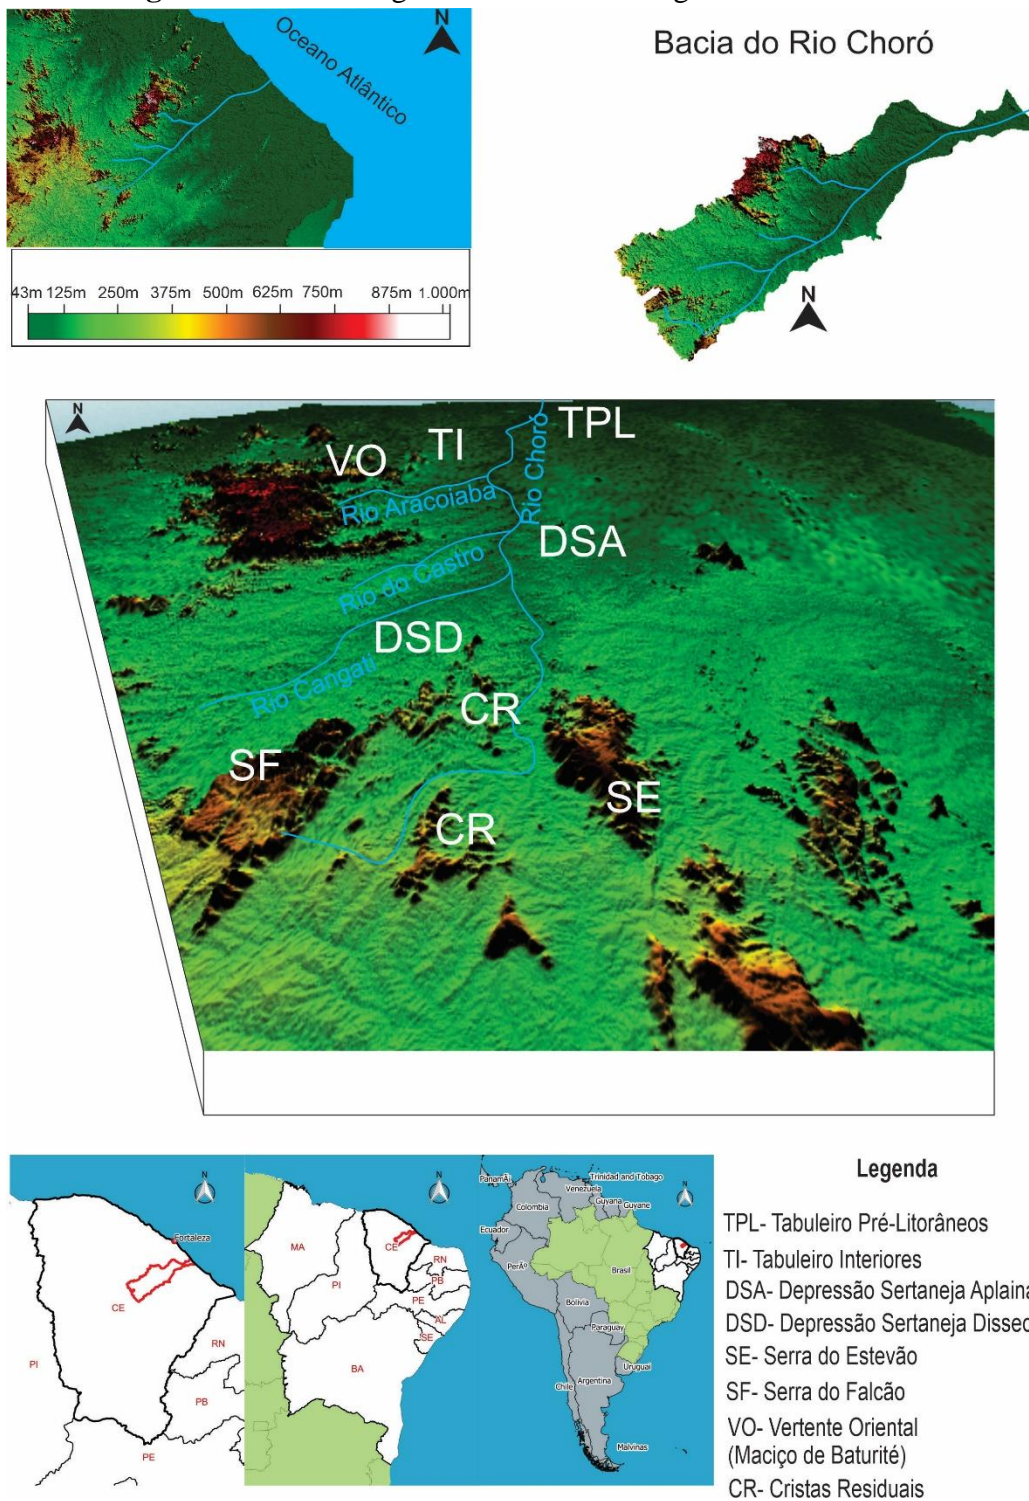 N
Oceano Atlântico
Bacia do Rio Choró
N
43m 125m 250m 375m 500m 625m 750m 875m 1.000m
N
TPL
TI
VO
Rio Choró
Rio Aracoiaba
DSA
Rio do Castro
DSD
Rio Cangati
CR
SF
SE
CR
N
Fortaleza
CE
PI
RN
PB
PE
N
MA
CE
RN
PI
PB
PE
AL
SE
BA
N
PanamÃ¡
Trinidad and Tobago
Venezuela
Guyana
Guyane
Colombia
Ecuador
PerÃº
Brasil
Bolivia
Paraguay
Uruguai
Chile
Argentina
Malvinas
Legenda
TPL- Tabuleiro Pré-Litorâneos
TI- Tabuleiro Interiores
DSA- Depressão Sertaneja Aplaina
DSD- Depressão Sertaneja Dissec
SE- Serra do Estevão
SF- Serra do Falcão
VO- Vertente Oriental
(Maciço de Baturité)
CR- Cristas Residuais